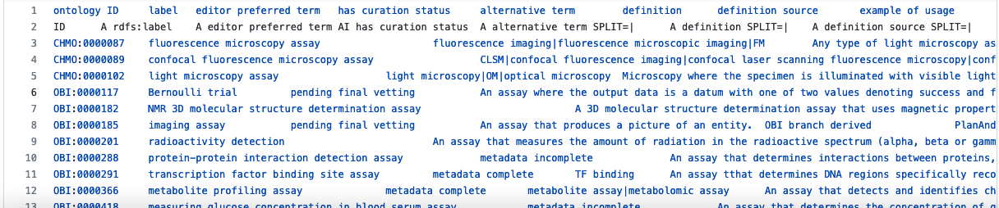 1 ontology ID label editor preferred term has curation status alternative term definition definition source example of usage
2 ID A rdfs:label A editor preferred term AI has curation status A alternative term SPLIT=| A definition SPLIT=| A definition source SPLIT=|
3 CHMO:0000087 fluorescence microscopy assay fluorescence imaging|fluorescence microscopic imaging|FM Any type of light microscopy as
4 CHMO:0000089 confocal fluorescence microscopy assay CLSM|confocal fluorescence imaging|confocal laser scanning fluorescence microscopy|conf
5 CHMO:0000102 light microscopy assay light microscopy|OM|optical microscopy Microscopy where the specimen is illuminated with visible light
6 OBI:0000117 Bernoulli trial pending final vetting An assay where the output data is a datum with one of two values denoting success and f
7 OBI:0000182 NMR 3D molecular structure determination assay A 3D molecular structure determination assay that uses magnetic propert
8 OBI:0000185 imaging assay pending final vetting An assay that produces a picture of an entity. OBI branch derived PlanAnd
9 OBI:0000201 radioactivity detection An assay that measures the amount of radiation in the radioactive spectrum (alpha, beta or gamm
10 OBI:0000288 protein-protein interaction detection assay metadata incomplete An assay that determines interactions between proteins,
11 OBI:0000291 transcription factor binding site assay metadata complete TF binding An assay tthat determines DNA regions specifically reco
12 OBI:0000366 metabolite profiling assay metadata complete metabolite assay|metabolomic assay An assay that detects and identifies ch
13 OBI:0000418 measuring glucose concentration in blood serum assay metadata incomplete An assay that determines the concentration of g